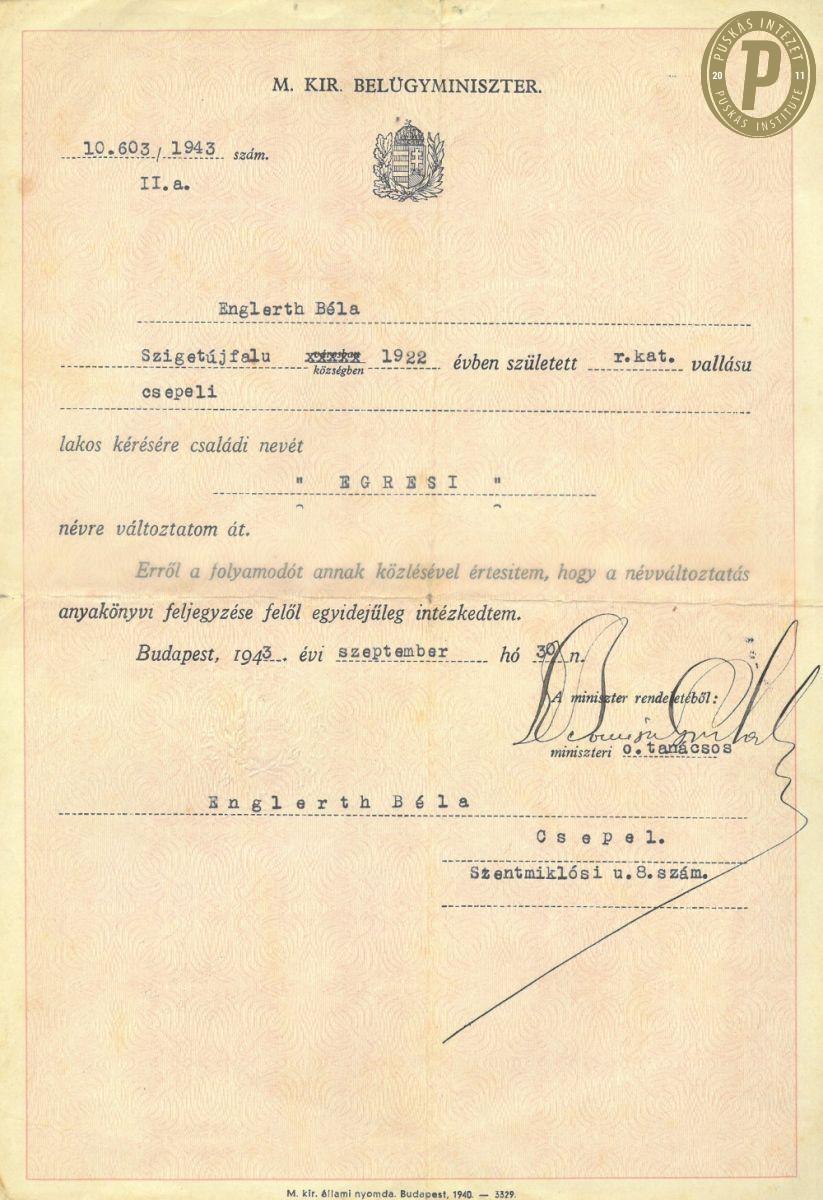 PUSKÁS INTÉZET
20 P 11
PUSKÁS INSTITUTE
M. KIR. BELÜGYMINISZTER.
10.603/1943 szám.
II.a.
Englerth Béla
Szigetújfalu xxxxx községben 1922 évben született r.kat. vallásu
csepeli
lakos kérésére családi nevét
" EGRESI "
névre változtatom át.
Erről a folyamodót annak közlésével értesitem, hogy a névváltoztatás
anyakönyvi feljegyzése felől egyidejűleg intézkedtem.
Budapest, 1943. évi szeptember hó 30 n.
A miniszter rendeletéből:
miniszteri o.tanácsos
Englerth Béla
Csepel.
Szentmiklósi u.8.szám.
M. kir. állami nyomda. Budapest, 1940. — 3329.